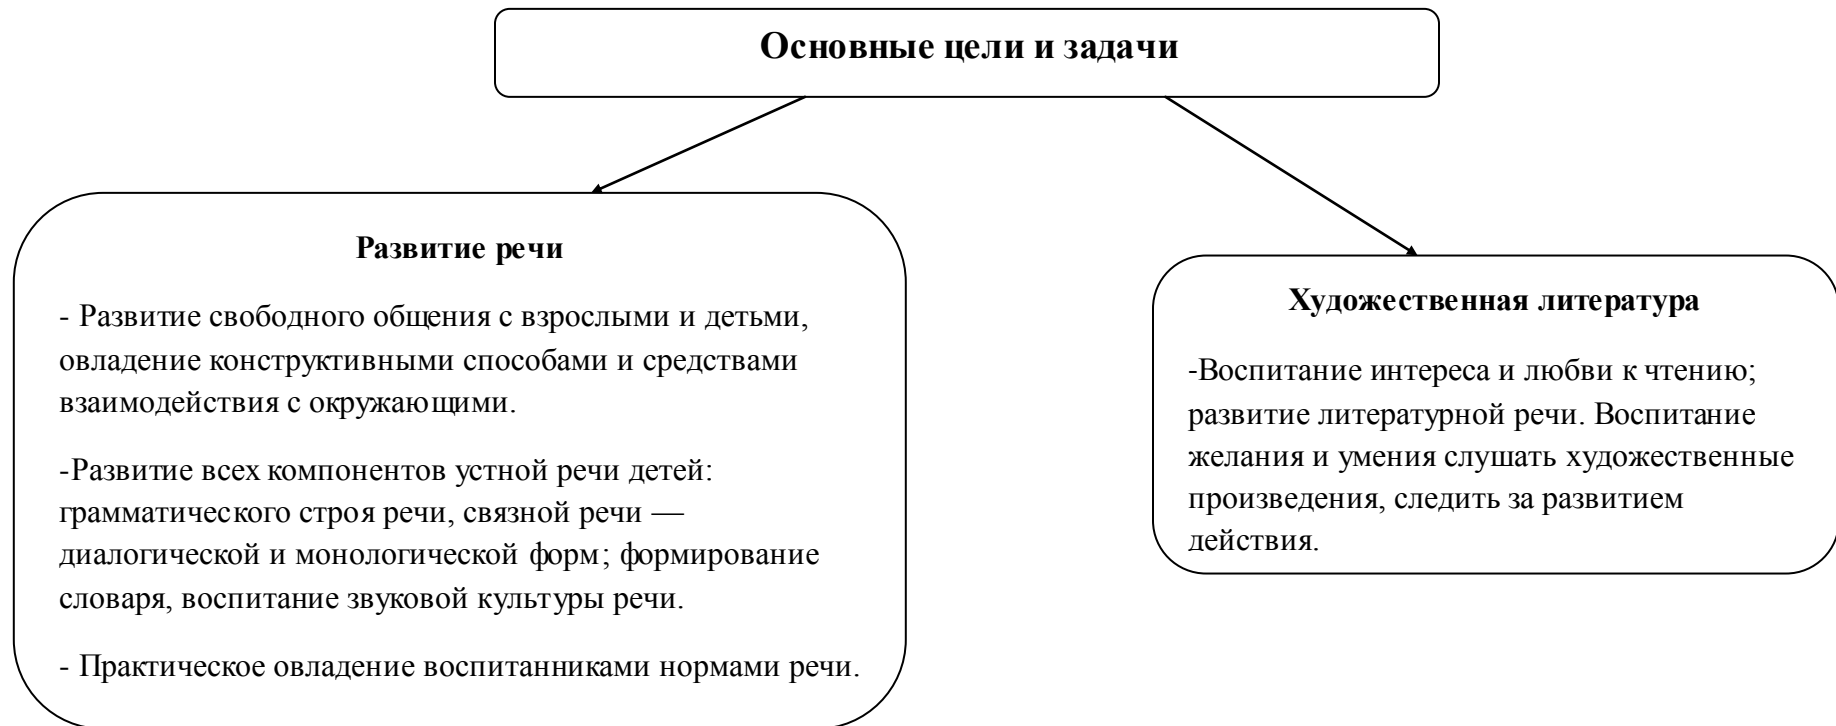 Основные цели и задачи
Развитие речи
- Развитие свободного общения с взрослыми и детьми,
овладение конструктивными способами и средствами
взаимодействия с окружающими.
-Развитие всех компонентов устной речи детей:
грамматического строя речи, связной речи —
диалогической и монологической форм; формирование
словаря, воспитание звуковой культуры речи.
- Практическое овладение воспитанниками нормами речи.
Художественная литература
-Воспитание интереса и любви к чтению;
развитие литературной речи. Воспитание
желания и умения слушать художественные
произведения, следить за развитием
действия.